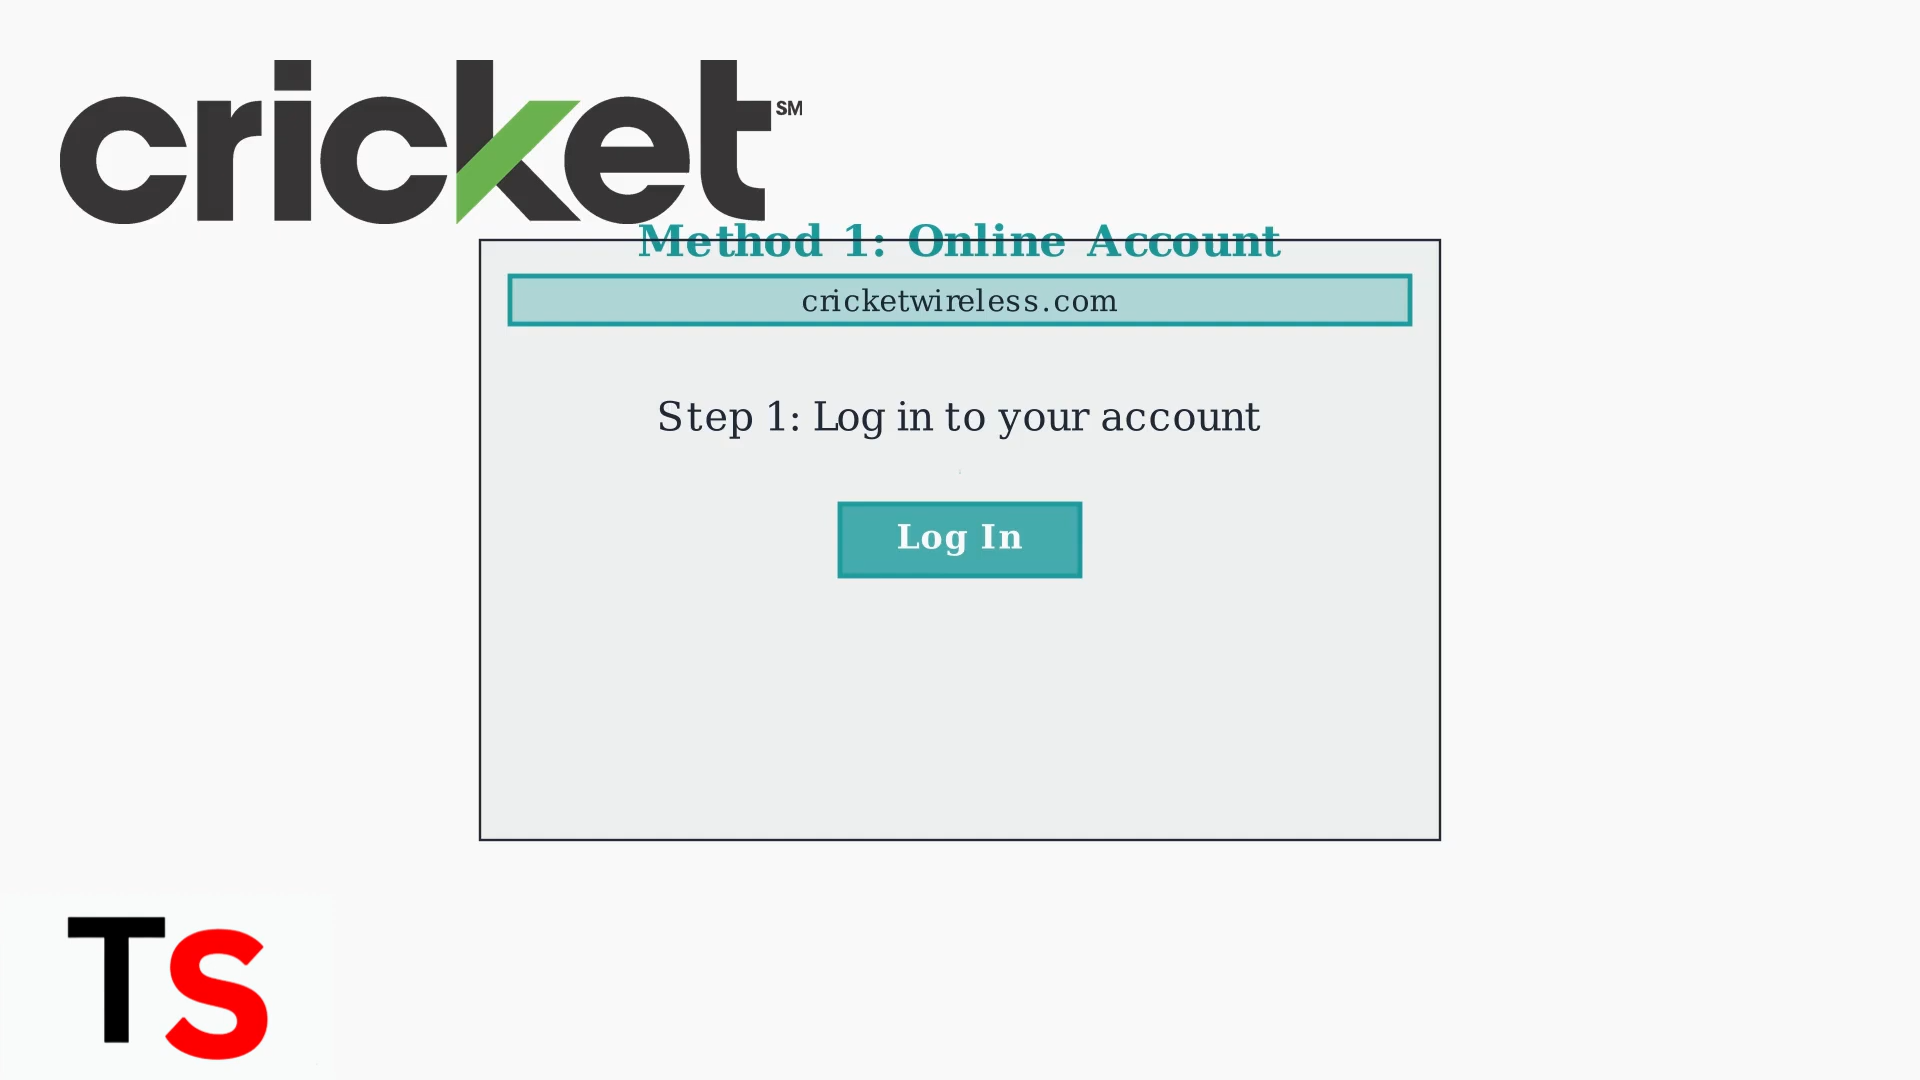 cricket SM
Method 1: Online Account
cricketwireless.com
Step 1: Log in to your account
Log In
TS